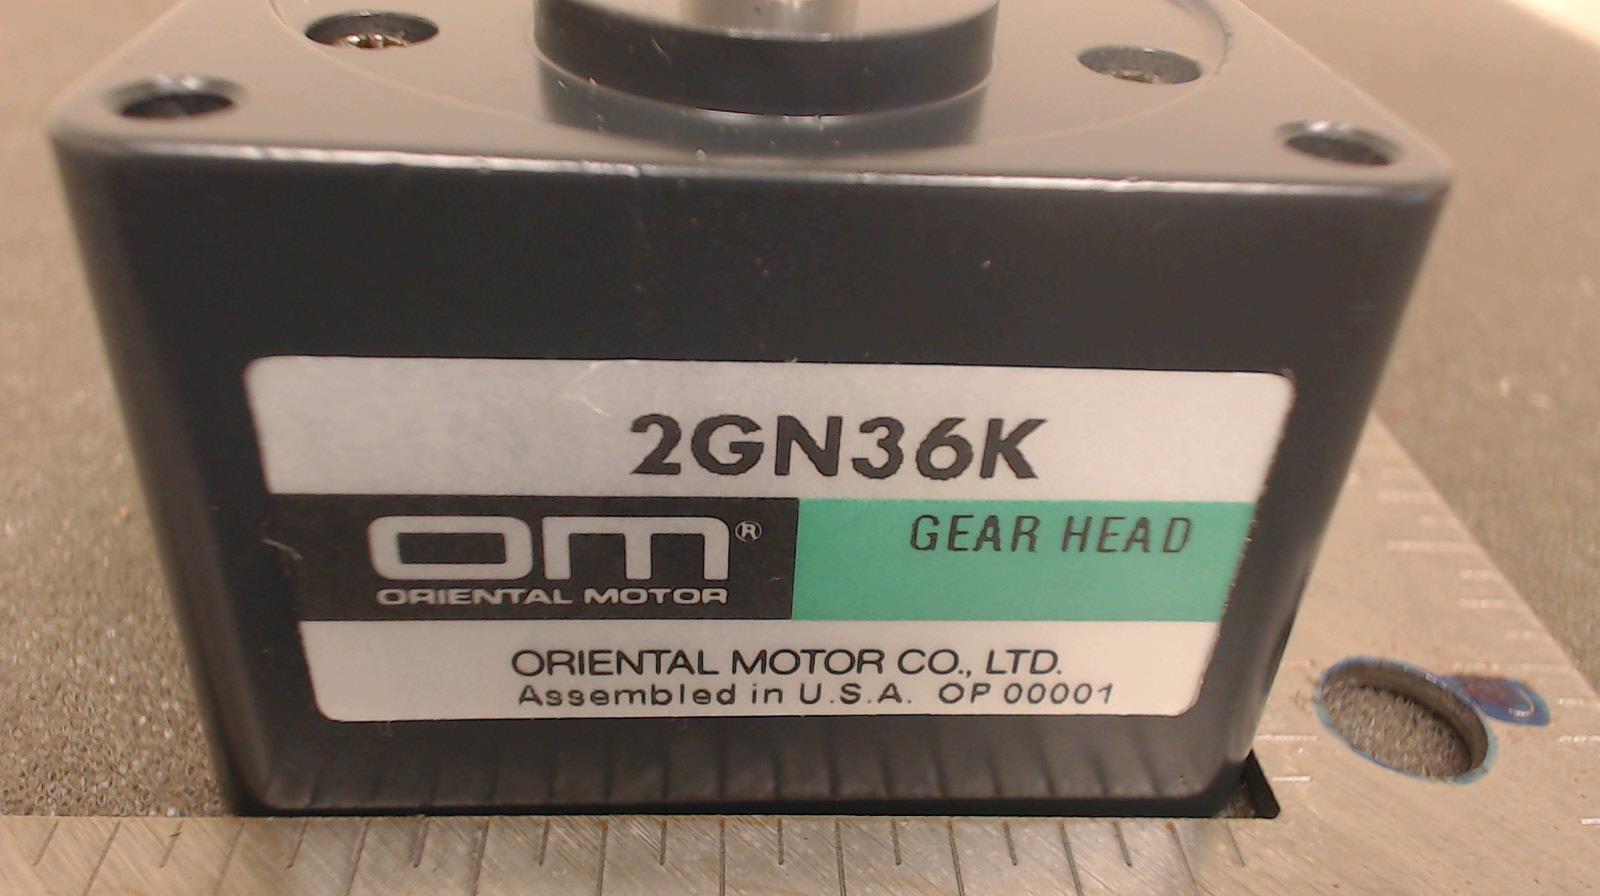 2GN36K
om®
ORIENTAL MOTOR
GEAR HEAD
ORIENTAL MOTOR CO., LTD.
Assembled in U.S.A. OP 00001